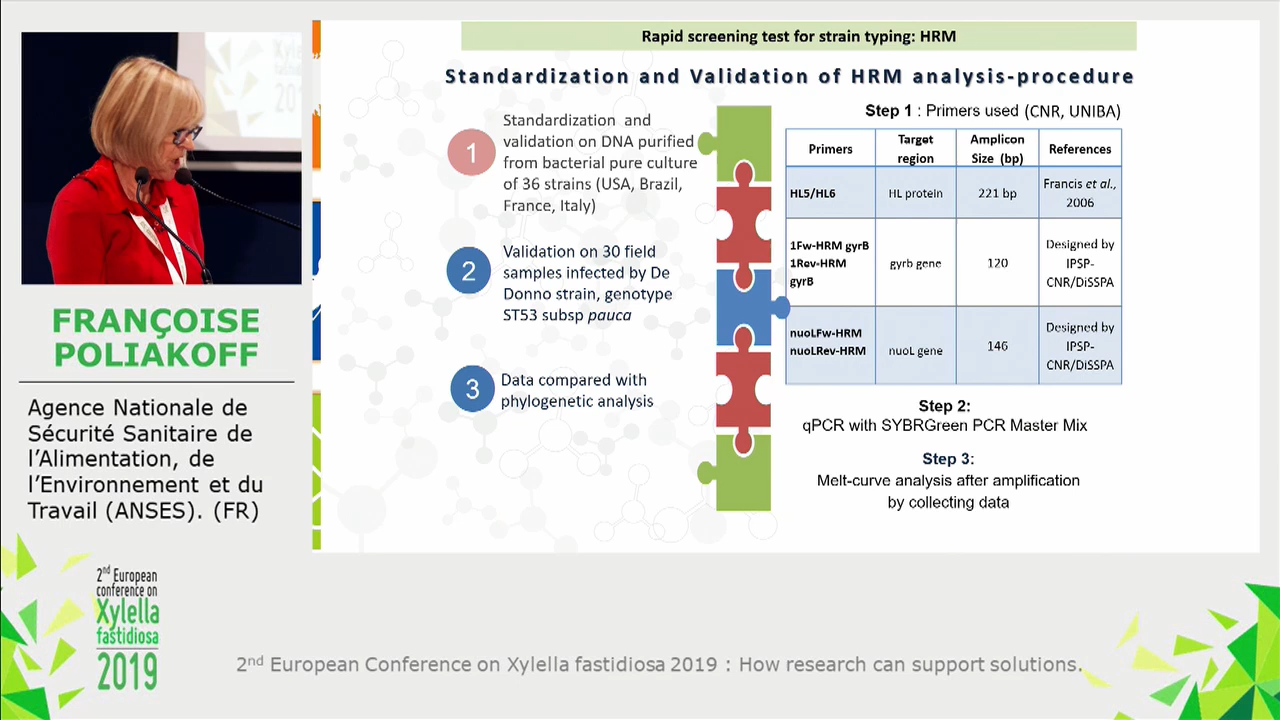 Rapid screening test for strain typing: HRM
Standardization and Validation of HRM analysis-procedure
1
Standardization and
validation on DNA purified
from bacterial pure culture
of 36 strains (USA, Brazil,
France, Italy)
2
Validation on 30 field
samples infected by De
Donno strain, genotype
ST53 subsp pauca
3
Data compared with
phylogenetic analysis
Step 1 : Primers used (CNR, UNIBA)
Primers
Target
region
Amplicon
Size (bp)
References
HL5/HL6
HL protein
221 bp
Francis et al.,
2006
1Fw-HRM gyrB
1Rev-HRM
gyrB
gyrb gene
120
Designed by
IPSP-
CNR/DiSSPA
nuoLFw-HRM
nuoLRev-HRM
nuoL gene
146
Designed by
IPSP-
CNR/DiSSPA
Step 2:
qPCR with SYBRGreen PCR Master Mix
Step 3:
Melt-curve analysis after amplification
by collecting data
FRANÇOISE
POLIAKOFF
Agence Nationale de
Sécurité Sanitaire de
l’Alimentation, de
l’Environnement et du
Travail (ANSES). (FR)
2nd European
conference on
Xylella
fastidiosa
2019
2nd European Conference on Xylella fastidiosa 2019 : How research can support solutions.